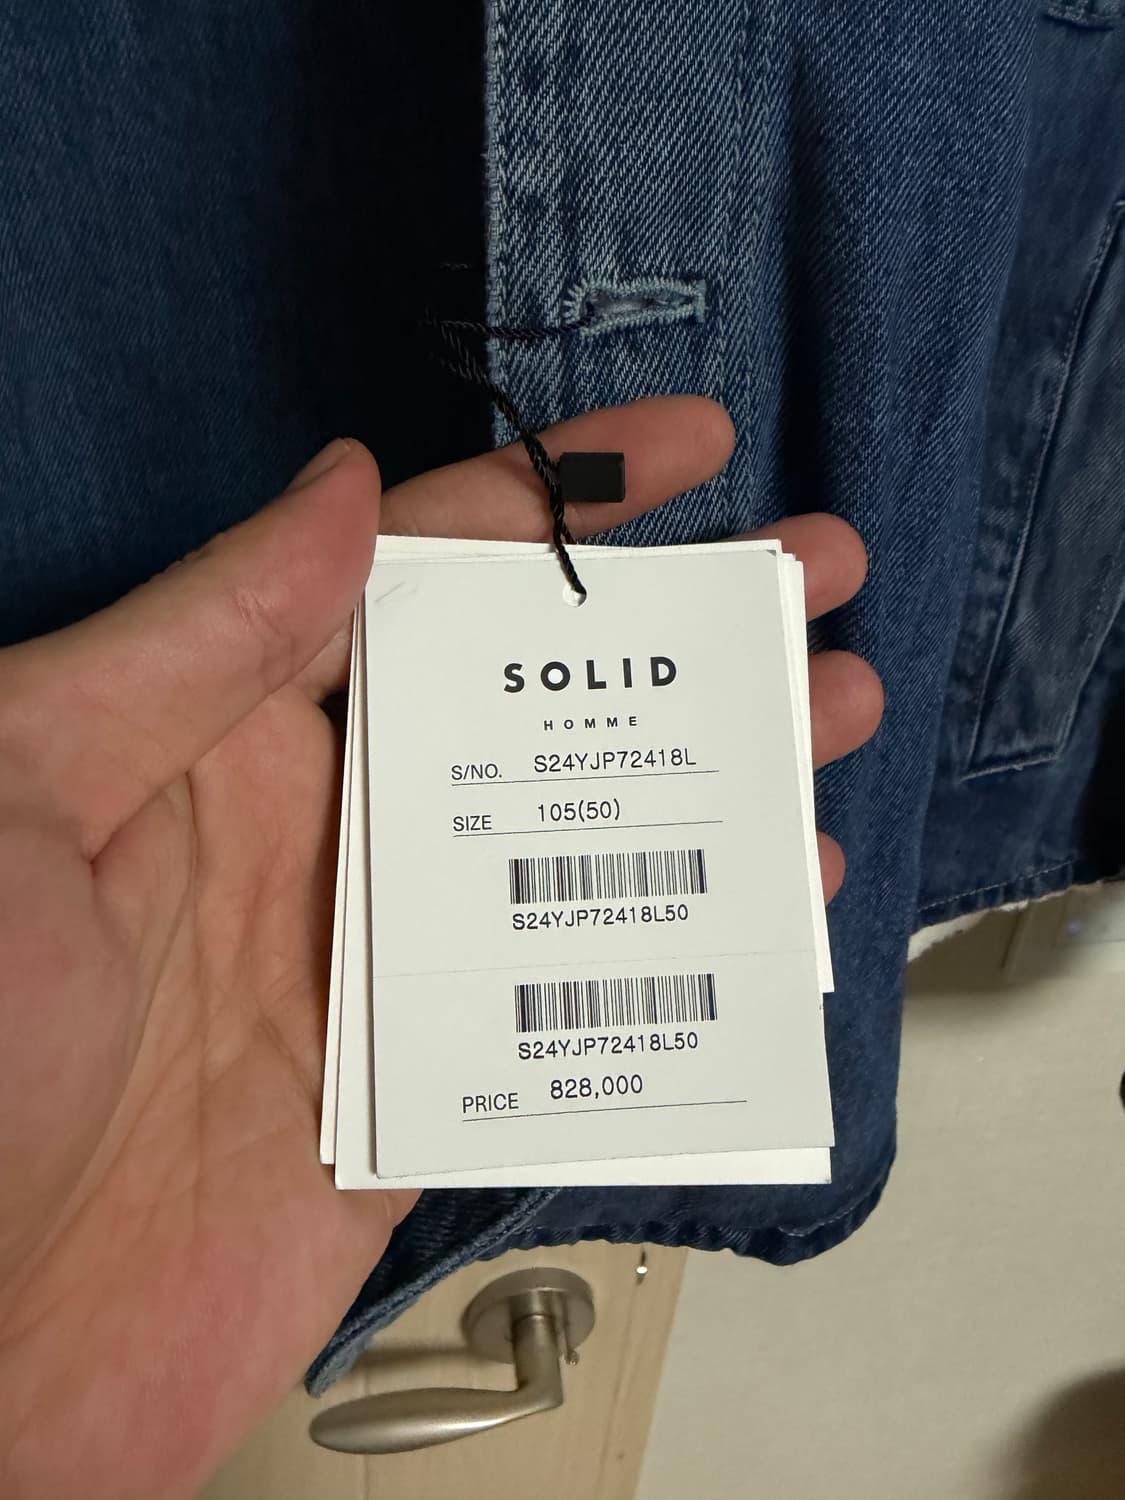 SOLID
HOMME
S/NO. S24YJP72418L
SIZE 105(50)
S24YJP72418L50
S24YJP72418L50
PRICE 828,000